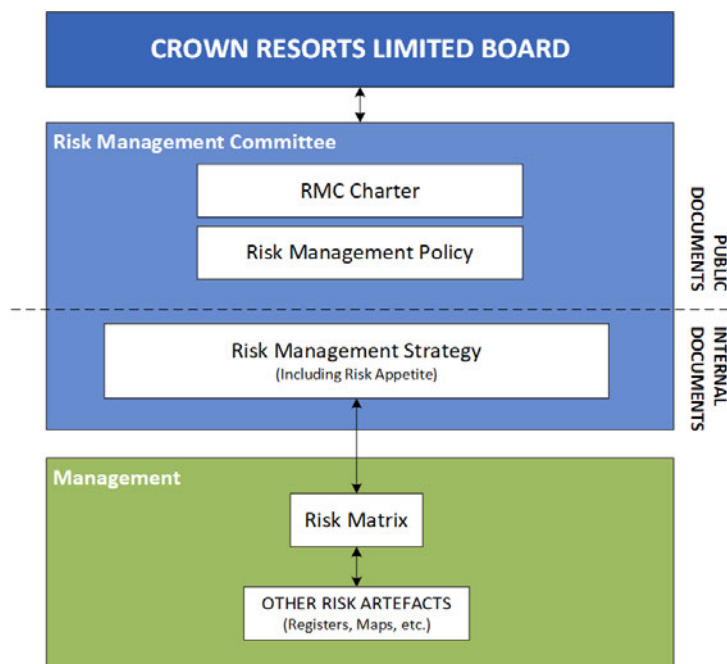 CROWN RESORTS LIMITED BOARD
Risk Management Committee
RMC Charter
Risk Management Policy
PUBLIC
DOCUMENTS
Risk Management Strategy
(Including Risk Appetite)
INTERNAL
DOCUMENTS
Management
Risk Matrix
OTHER RISK ARTEFACTS
(Registers, Maps, etc.)